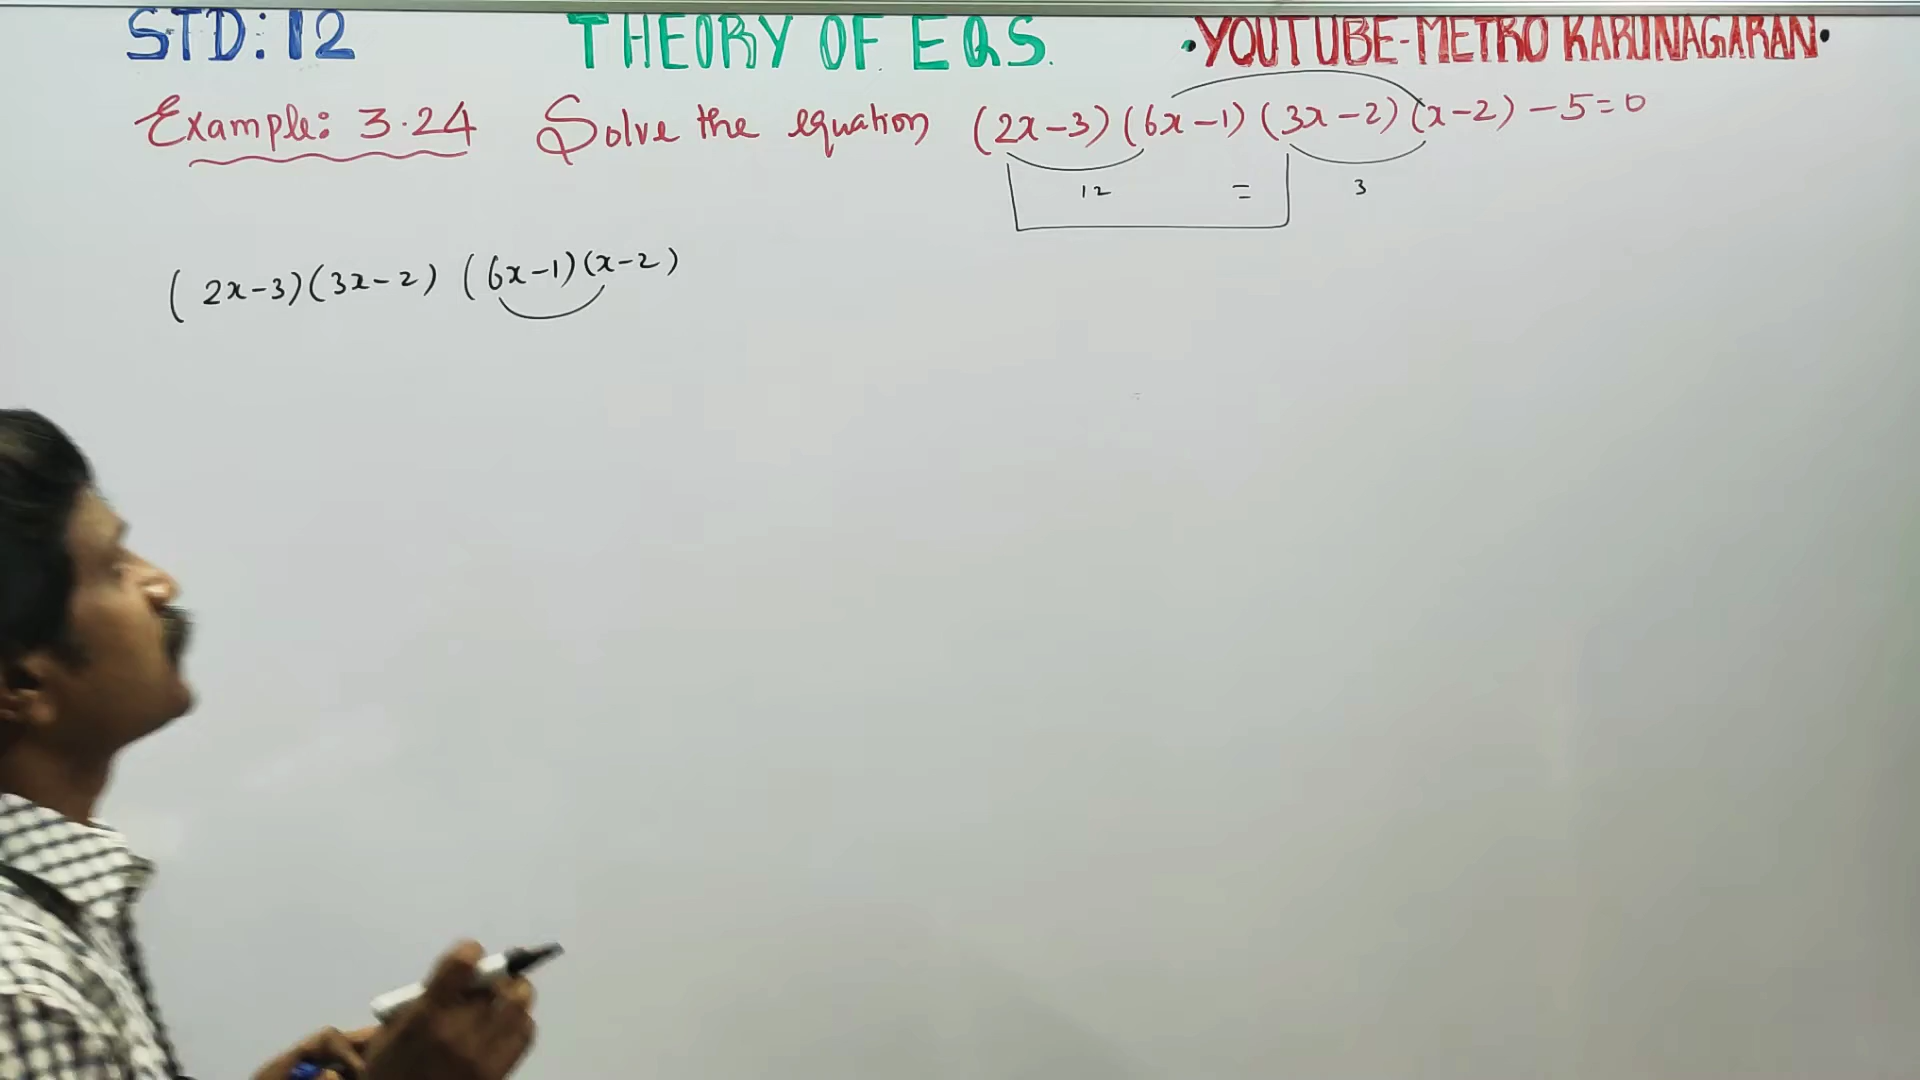 STD: 12 THEORY OF EQS. •YOUTUBE-METRO KARUNAGARAN•
Example: 3.24 Solve the equation (2x-3)(6x-1)(3x-2)(x-2)-5=0
12 = 3
(2x-3)(3x-2) (6x-1)(x-2)